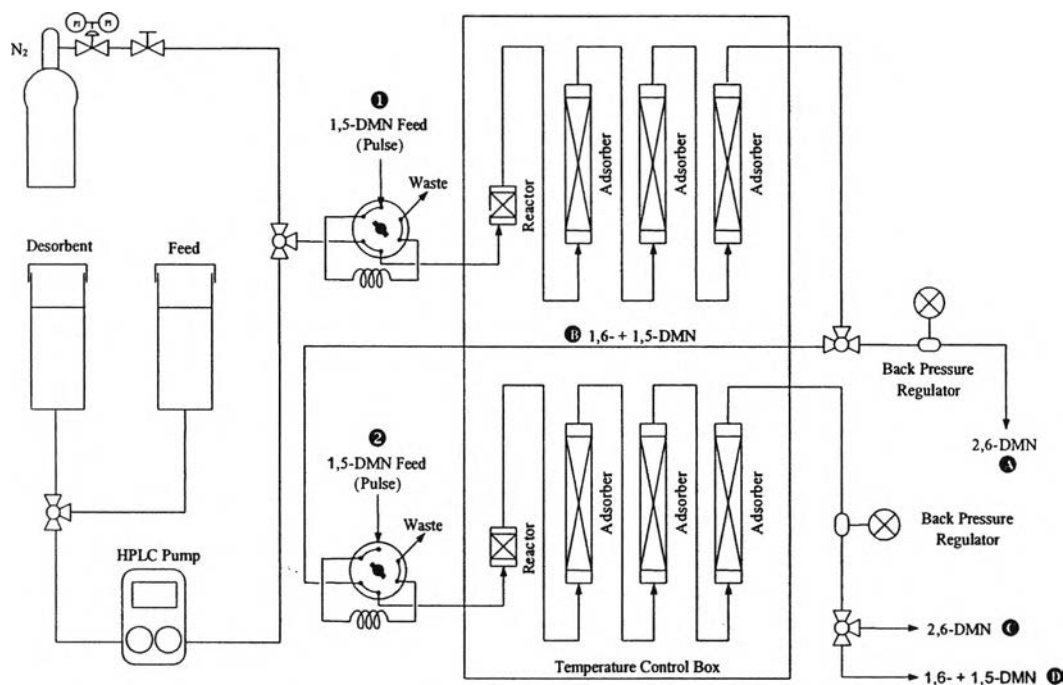 PI
PI
N₂
❶
1,5-DMN Feed
(Pulse)
Waste
Reactor
Adsorber
Adsorber
Adsorber
Desorbent
Feed
B 1,6- + 1,5-DMN
Back Pressure
Regulator
2,6-DMN
A
❷
1,5-DMN Feed
(Pulse)
Waste
Reactor
Adsorber
Adsorber
Adsorber
Back Pressure
Regulator
HPLC Pump
2,6-DMN C
Temperature Control Box
1,6- + 1,5-DMN D